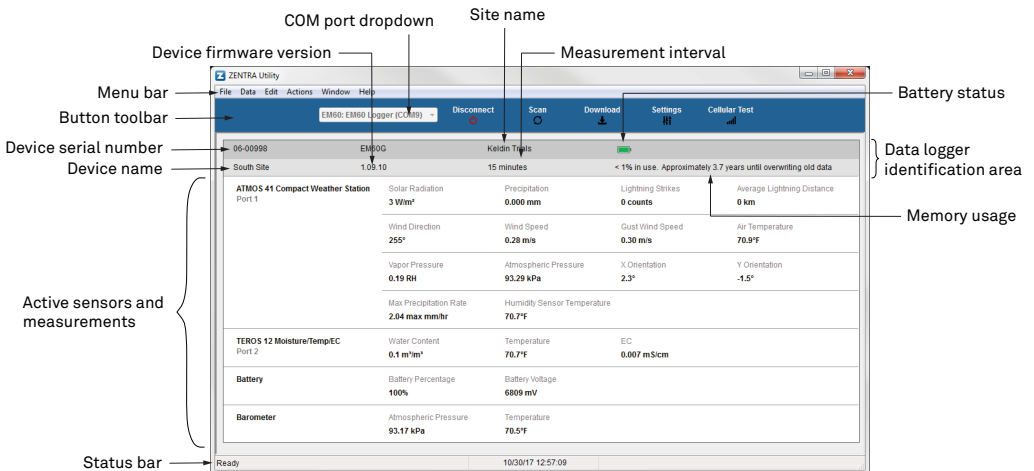 Site name
COM port dropdown
Device firmware version
Measurement interval
Menu bar
Battery status
Button toolbar
Device serial number
Device name
Data logger
identification area
Memory usage
Active sensors and
measurements
Status bar
Z ZENTRA Utility
File Data Edit Actions Window Help
EM60: EM60 Logger (COM9) Disconnect Scan Download Settings Cellular Test
06-00998 EM60G Keldin Trials
South Site 1.09.10 15 minutes < 1% in use. Approximately 3.7 years until overwriting old data
ATMOS 41 Compact Weather Station Solar Radiation Precipitation Lightning Strikes Average Lightning Distance
Port 1 3 W/m² 0.000 mm 0 counts 0 km
Wind Direction Wind Speed Gust Wind Speed Air Temperature
255° 0.28 m/s 0.30 m/s 70.9°F
Vapor Pressure Atmospheric Pressure X Orientation Y Orientation
0.19 RH 93.29 kPa 2.3° -1.5°
Max Precipitation Rate Humidity Sensor Temperature
2.04 max mm/hr 70.7°F
TEROS 12 Moisture/Temp/EC Water Content Temperature EC
Port 2 0.1 m³/m³ 70.7°F 0.007 mS/cm
Battery Battery Percentage Battery Voltage
100% 6809 mV
Barometer Atmospheric Pressure Temperature
93.17 kPa 70.5°F
Ready 10/30/17 12:57:09